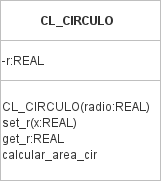 CL_CIRCULO
-r:REAL
CL_CIRCULO(radio:REAL)
set_r(x:REAL)
get_r:REAL
calcular_area_cir